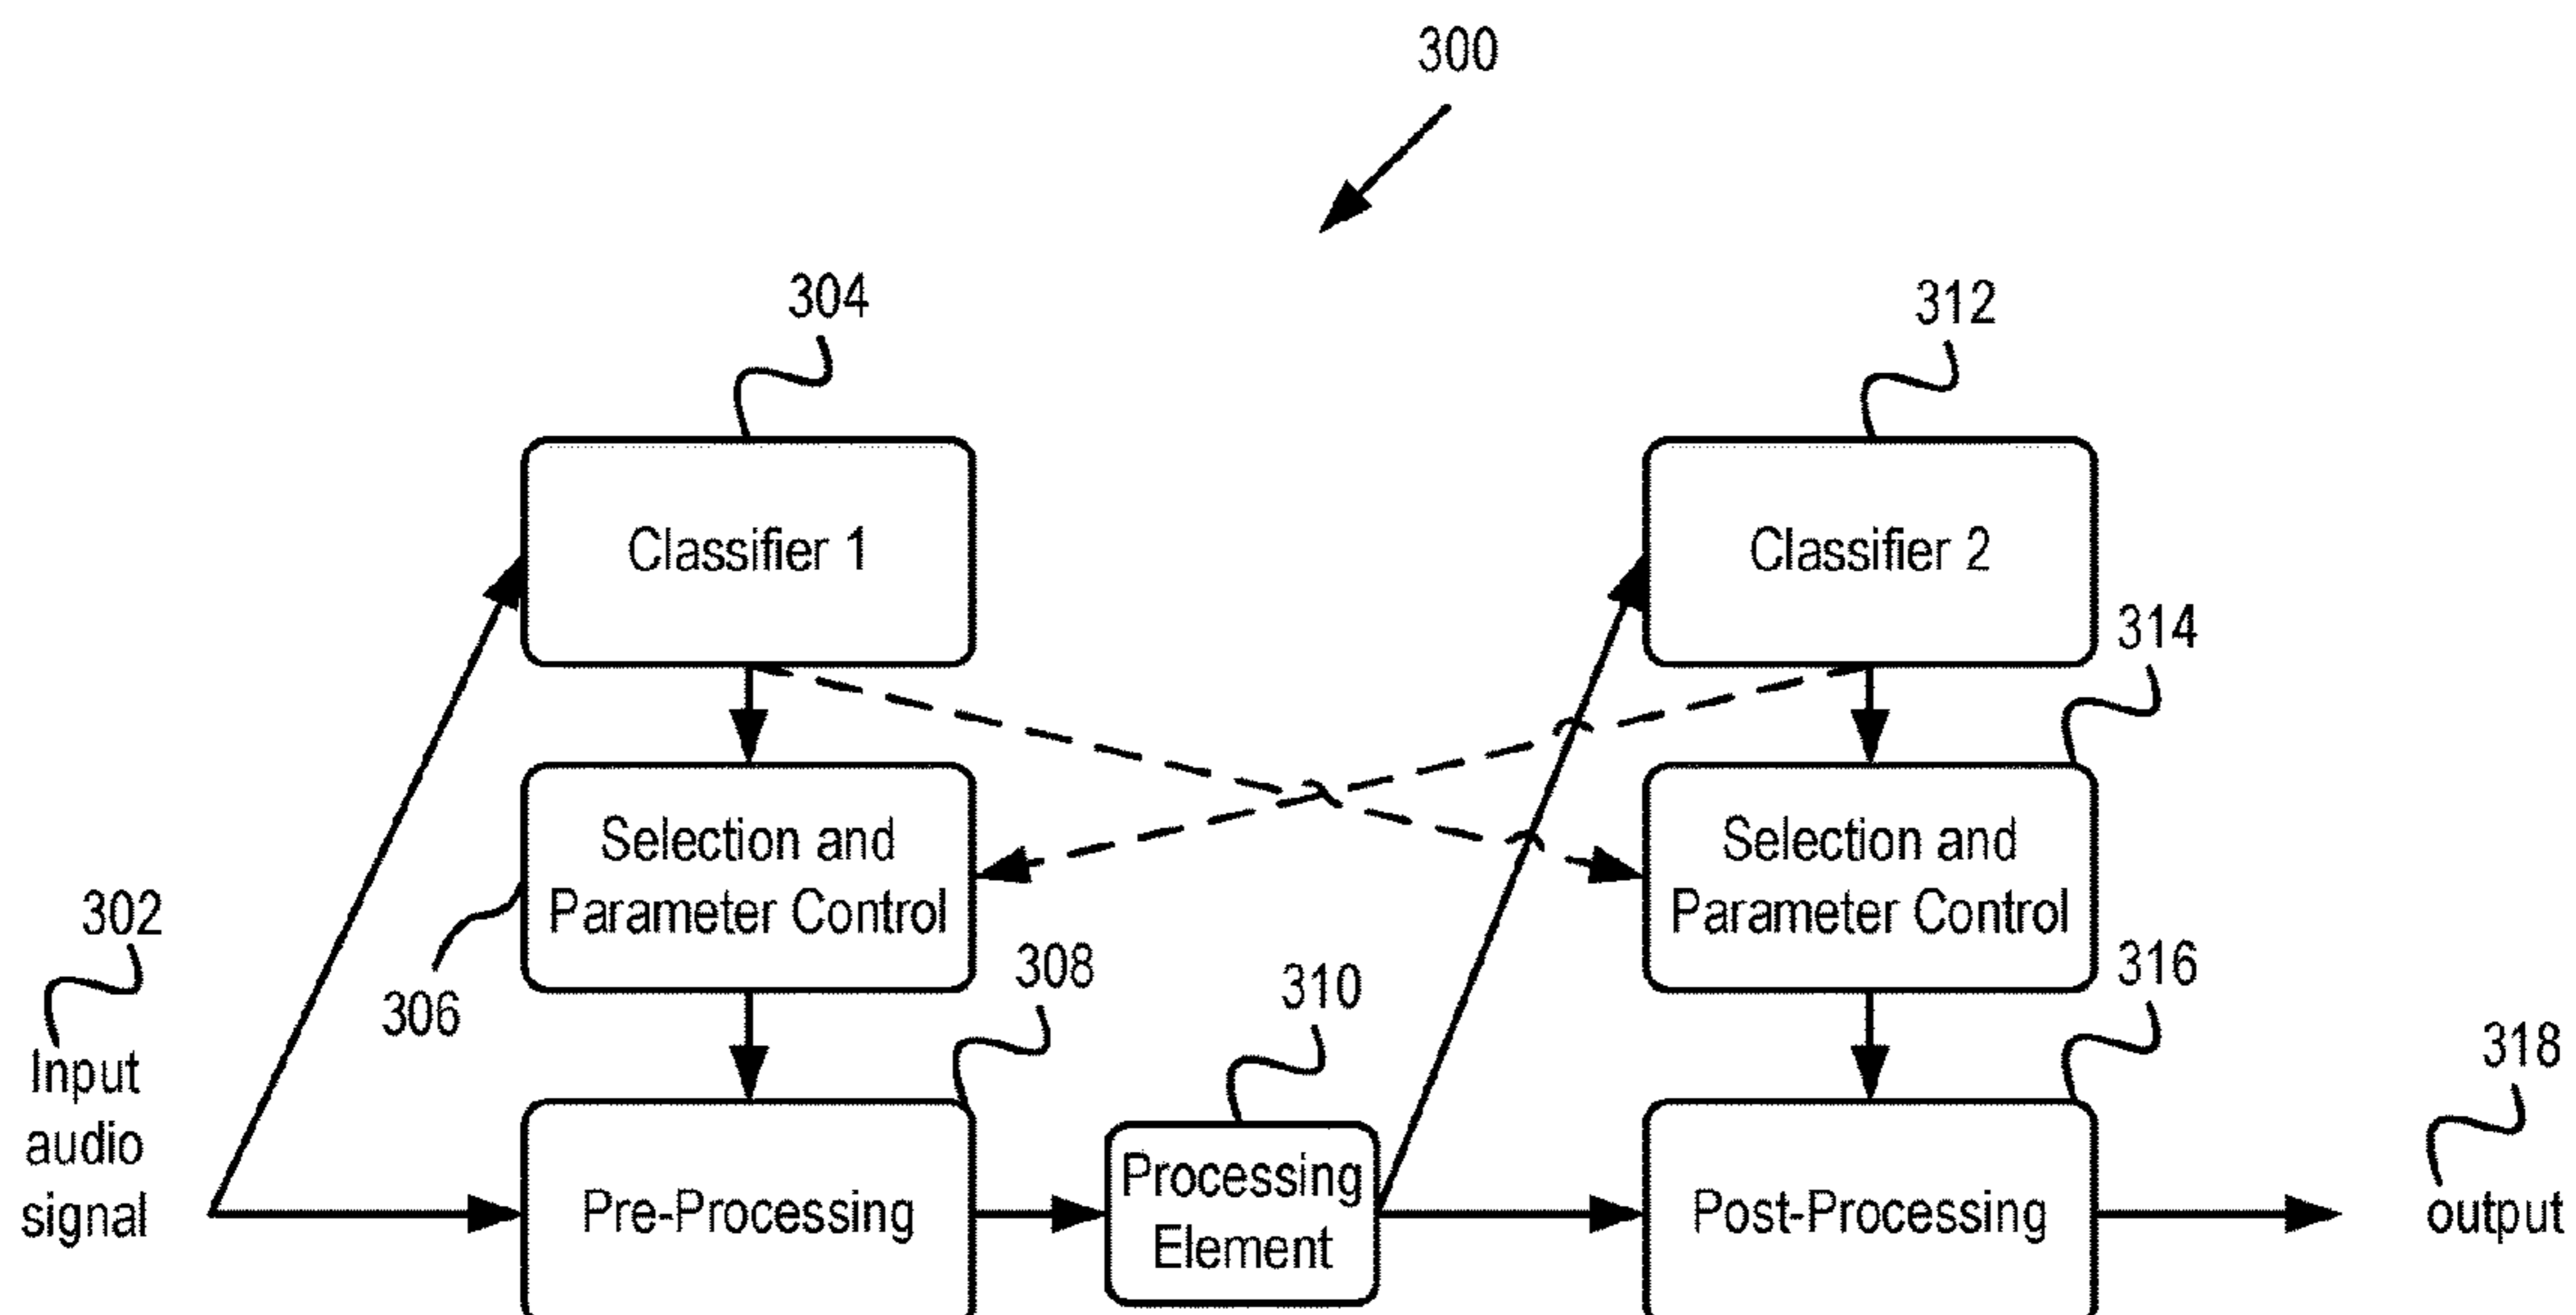 300
304
312
Classifier 1
Classifier 2
314
Selection and
Parameter Control
Selection and
Parameter Control
302
306
308
310
316
318
Input
audio
signal
Pre-Processing
Processing
Element
Post-Processing
output